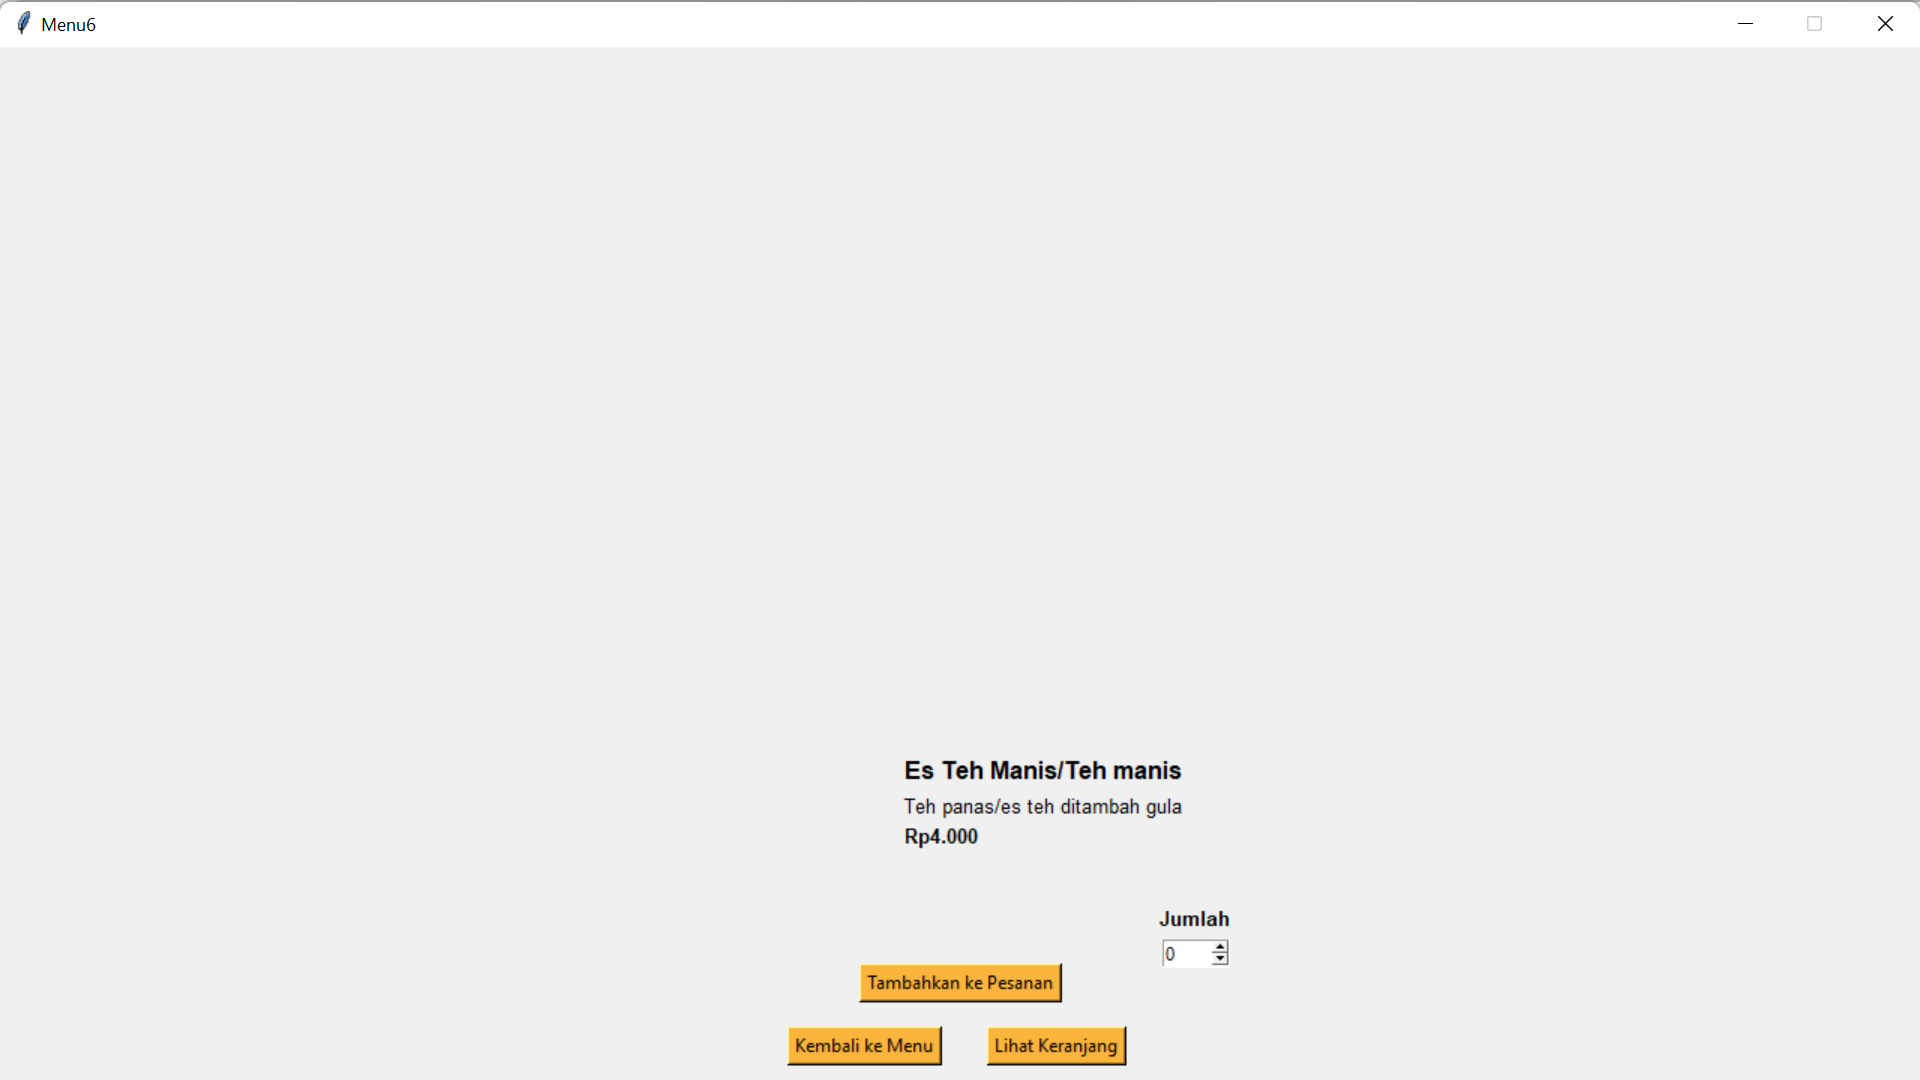 Menu6
Es Teh Manis/Teh manis
Teh panas/es teh ditambah gula
Rp4.000
Jumlah
0
Tambahkan ke Pesanan
Kembali ke Menu
Lihat Keranjang